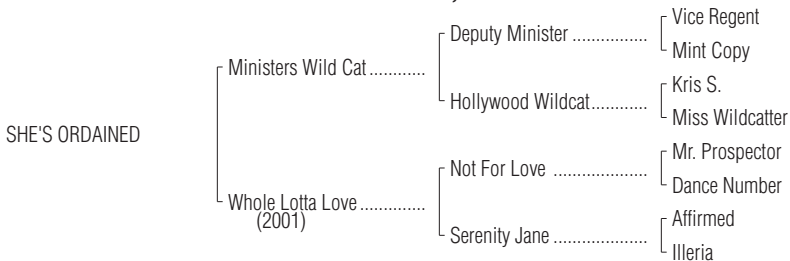 Vice Regent
Deputy Minister ................
Mint Copy
Ministers Wild Cat ............
Kris S.
Hollywood Wildcat............
Miss Wildcatter
SHE'S ORDAINED
Mr. Prospector
Not For Love ...................
Dance Number
Whole Lotta Love ..............
(2001)
Affirmed
Serenity Jane ...................
Illeria